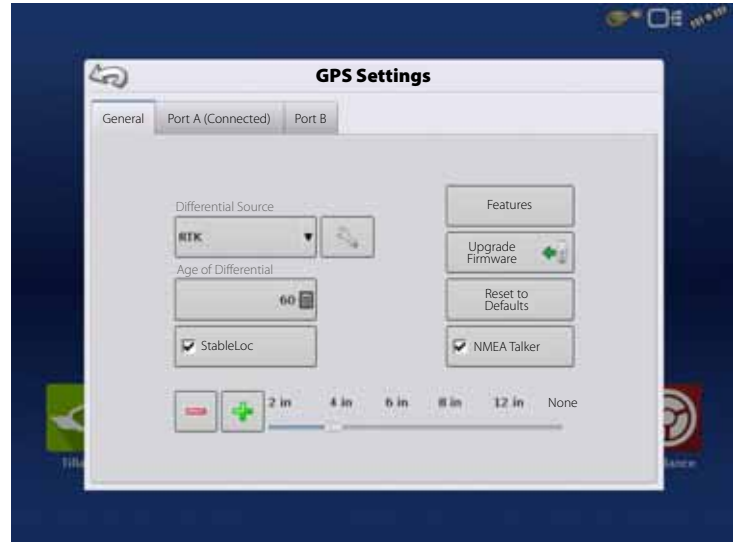 GPS Settings
General Port A (Connected) Port B
Differential Source
RTK
Features
Upgrade
Firmware
Age of Differential
60
Reset to
Defaults
StableLoc
NMEA Talker
2 in 4 in 6 in 8 in 12 in None